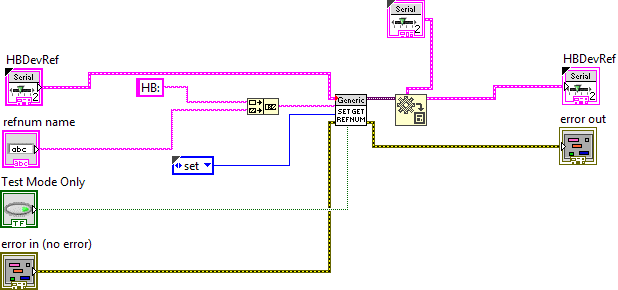 2
HBDevRef
Serial
2
HB:
HBDevRef
Serial
2
refnum name
abc
abc
Generic
SET GET
REFNUM
error out
set
Test Mode Only
TF
error in (no error)